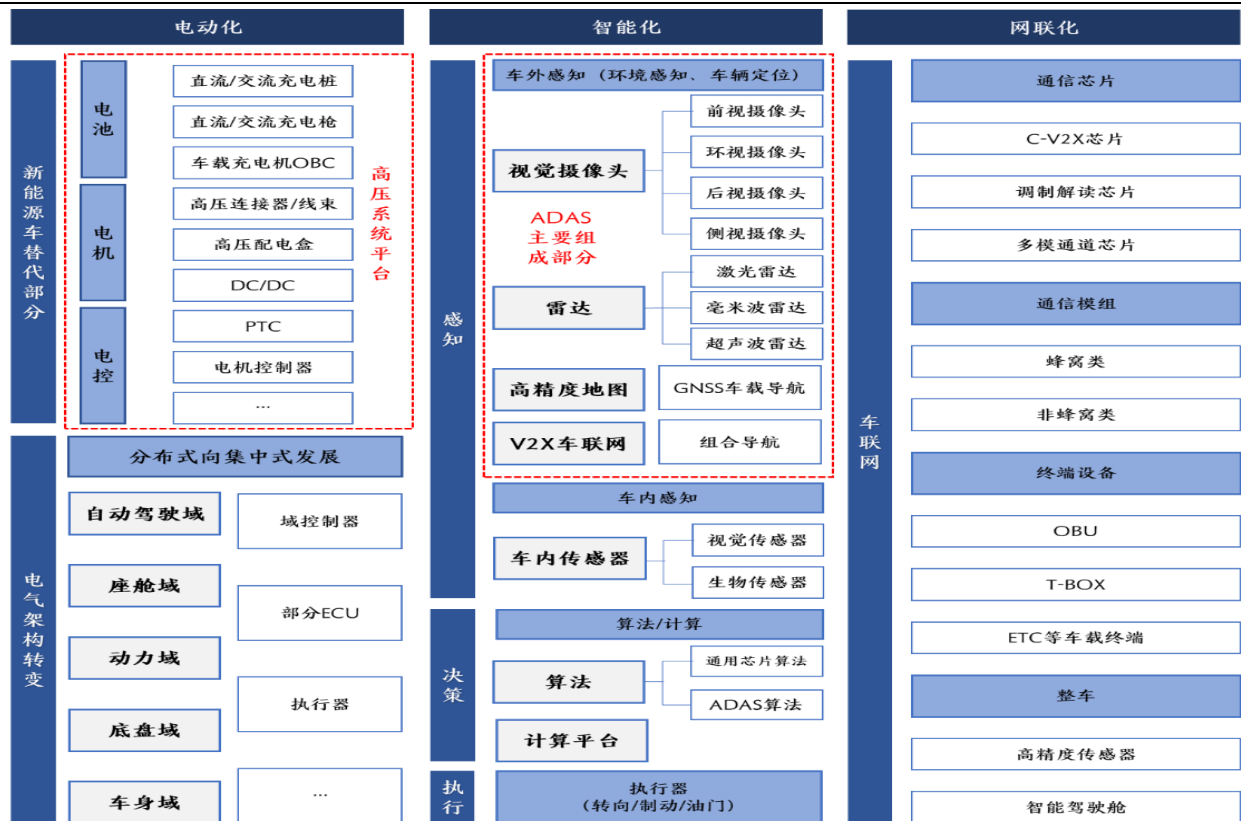 电动化
新能源车替代部分
电池
电机
电控
直流/交流充电桩
直流/交流充电枪
车载充电机OBC
高压连接器/线束
高压配电盒
DC/DC
PTC
电机控制器
...
高压系统平台
电气架构转变
分布式向集中式发展
自动驾驶域
座舱域
动力域
底盘域
车身域
域控制器
部分ECU
执行器
...
智能化
感知
车外感知（环境感知、车辆定位）
视觉摄像头
前视摄像头
环视摄像头
后视摄像头
侧视摄像头
ADAS
主要组
成部分
雷达
激光雷达
毫米波雷达
超声波雷达
高精度地图
GNSS车载导航
V2X车联网
组合导航
车内感知
车内传感器
视觉传感器
生物传感器
决策
算法/计算
算法
通用芯片算法
ADAS算法
计算平台
执行
执行器
（转向/制动/油门）
网联化
车联网
通信芯片
C-V2X芯片
调制解读芯片
多模通道芯片
通信模组
蜂窝类
非蜂窝类
终端设备
OBU
T-BOX
ETC等车载终端
整车
高精度传感器
智能驾驶舱